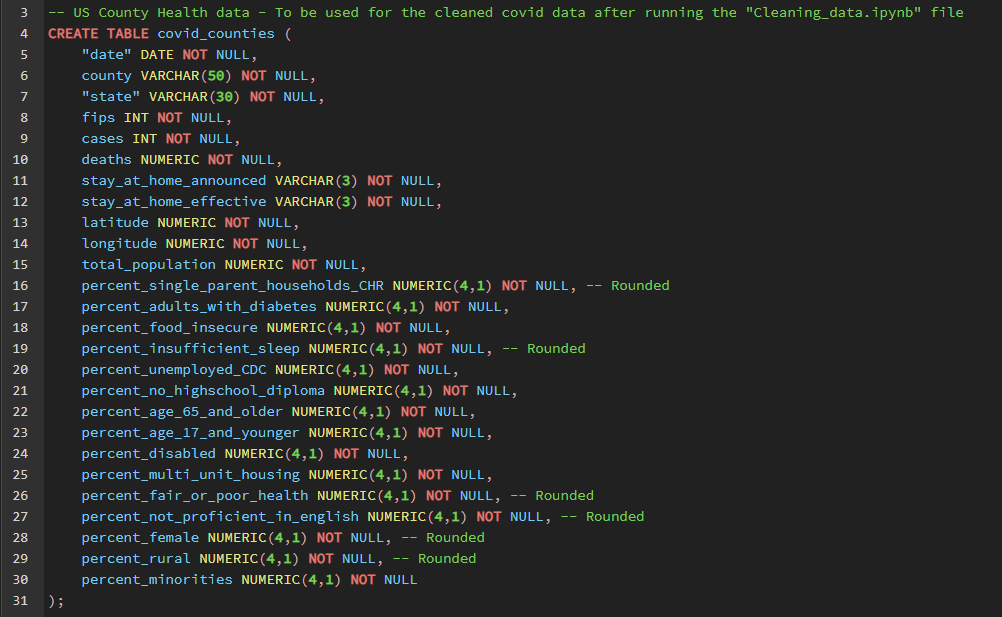 3 -- US County Health data - To be used for the cleaned covid data after running the "Cleaning_data.ipynb" file
4 CREATE TABLE covid_counties (
5 "date" DATE NOT NULL,
6 county VARCHAR(50) NOT NULL,
7 "state" VARCHAR(30) NOT NULL,
8 fips INT NOT NULL,
9 cases INT NOT NULL,
10 deaths NUMERIC NOT NULL,
11 stay_at_home_announced VARCHAR(3) NOT NULL,
12 stay_at_home_effective VARCHAR(3) NOT NULL,
13 latitude NUMERIC NOT NULL,
14 longitude NUMERIC NOT NULL,
15 total_population NUMERIC NOT NULL,
16 percent_single_parent_households_CHR NUMERIC(4,1) NOT NULL, -- Rounded
17 percent_adults_with_diabetes NUMERIC(4,1) NOT NULL,
18 percent_food_insecure NUMERIC(4,1) NOT NULL,
19 percent_insufficient_sleep NUMERIC(4,1) NOT NULL, -- Rounded
20 percent_unemployed_CDC NUMERIC(4,1) NOT NULL,
21 percent_no_highschool_diploma NUMERIC(4,1) NOT NULL,
22 percent_age_65_and_older NUMERIC(4,1) NOT NULL,
23 percent_age_17_and_younger NUMERIC(4,1) NOT NULL,
24 percent_disabled NUMERIC(4,1) NOT NULL,
25 percent_multi_unit_housing NUMERIC(4,1) NOT NULL,
26 percent_fair_or_poor_health NUMERIC(4,1) NOT NULL, -- Rounded
27 percent_not_proficient_in_english NUMERIC(4,1) NOT NULL, -- Rounded
28 percent_female NUMERIC(4,1) NOT NULL, -- Rounded
29 percent_rural NUMERIC(4,1) NOT NULL, -- Rounded
30 percent_minorities NUMERIC(4,1) NOT NULL
31 );